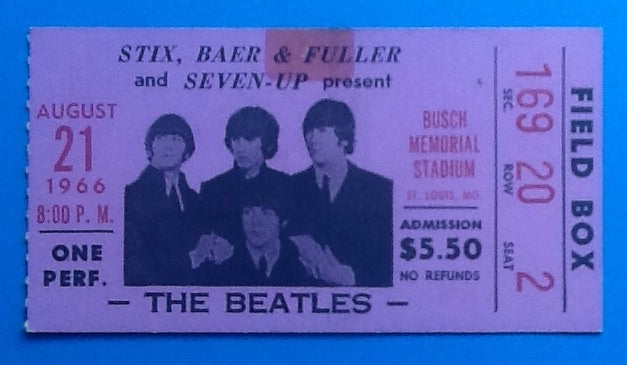 STIX, BAER & FULLER
and SEVEN-UP present
AUGUST
21
1966
8:00 P. M.
ONE
PERF.
BUSCH
MEMORIAL
STADIUM
ST. LOUIS, MO.
ADMISSION
$5.50
NO REFUNDS
— THE BEATLES —
169 20 2
SEC ROW SEAT
FIELD BOX